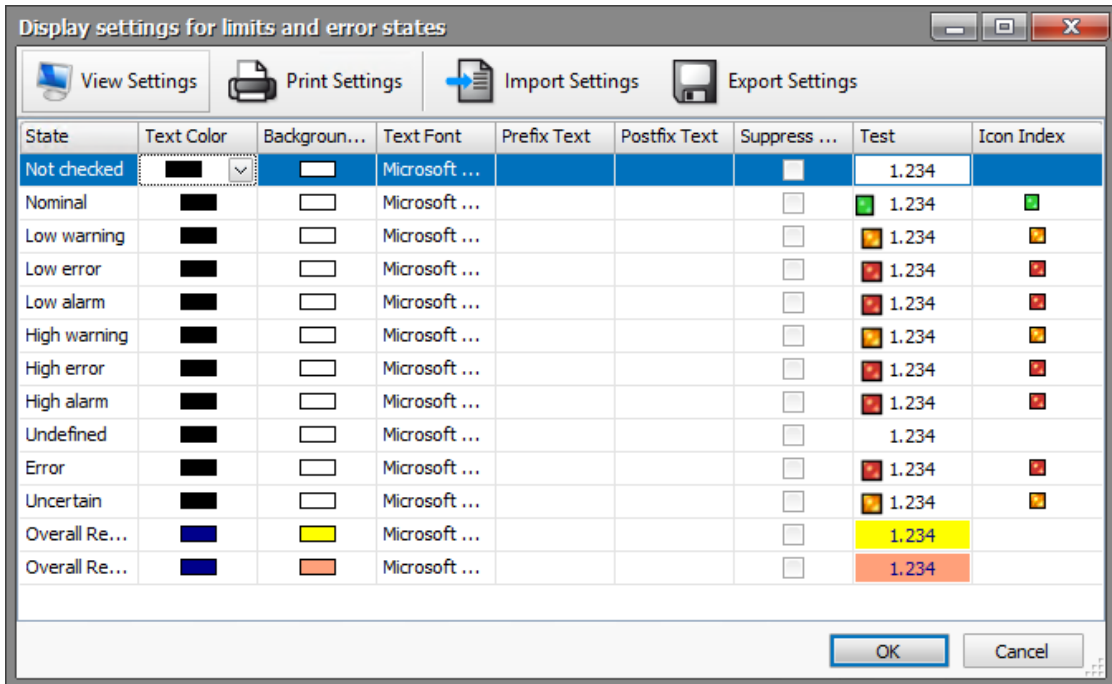 Display settings for limits and error states
View Settings Print Settings Import Settings Export Settings
State Text Color Backgroun... Text Font Prefix Text Postfix Text Suppress ... Test Icon Index
Not checked Microsoft ... 1.234
Nominal Microsoft ... 1.234
Low warning Microsoft ... 1.234
Low error Microsoft ... 1.234
Low alarm Microsoft ... 1.234
High warning Microsoft ... 1.234
High error Microsoft ... 1.234
High alarm Microsoft ... 1.234
Undefined Microsoft ... 1.234
Error Microsoft ... 1.234
Uncertain Microsoft ... 1.234
Overall Re... Microsoft ... 1.234
Overall Re... Microsoft ... 1.234
OK Cancel